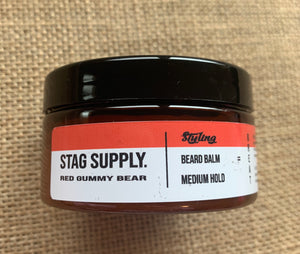 STAG SUPPLY.
RED GUMMY BEAR
Styling
BEARD BALM
MEDIUM HOLD